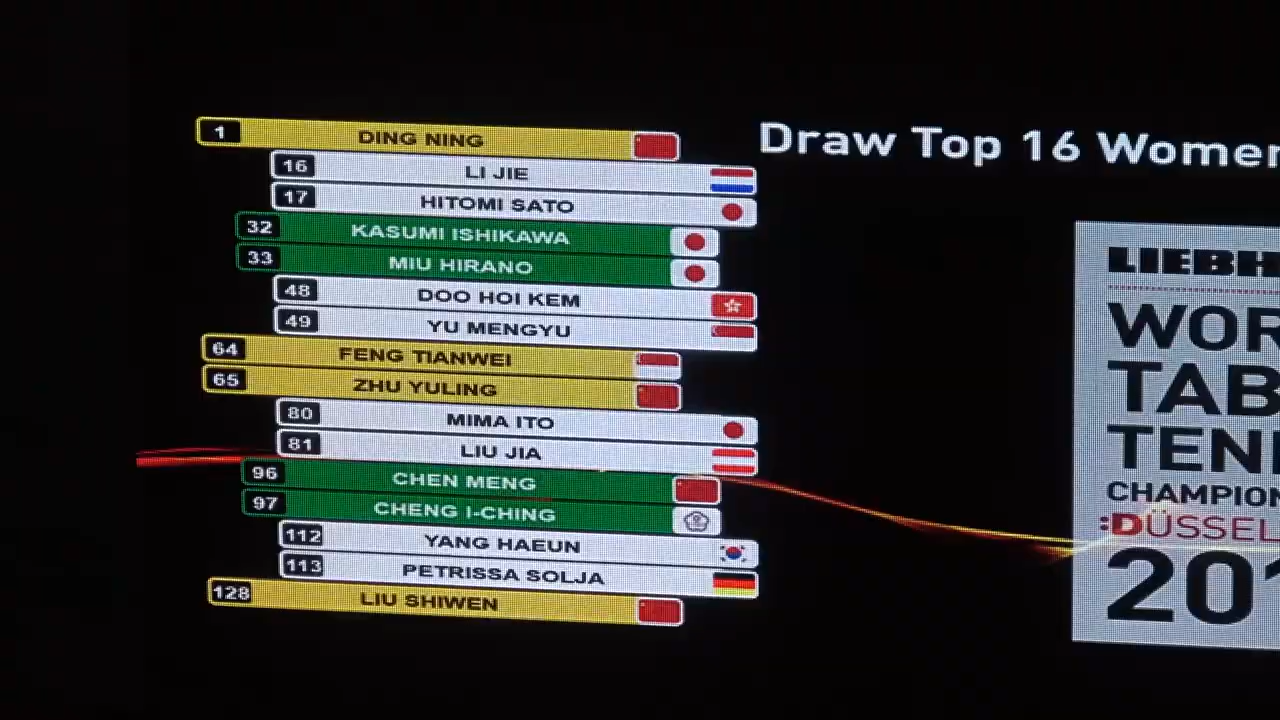 Draw Top 16 Women
1 DING NING
16 LI JIE
17 HITOMI SATO
32 KASUMI ISHIKAWA
33 MIU HIRANO
48 DOO HOI KEM
49 YU MENGYU
64 FENG TIANWEI
65 ZHU YULING
80 MIMA ITO
81 LIU JIA
96 CHEN MENG
97 CHENG I-CHING
112 YANG HAEUN
113 PETRISSA SOLJA
128 LIU SHIWEN
LIEBH
WOR
TAB
TEN
CHAMPION
:DÜSSEL
201